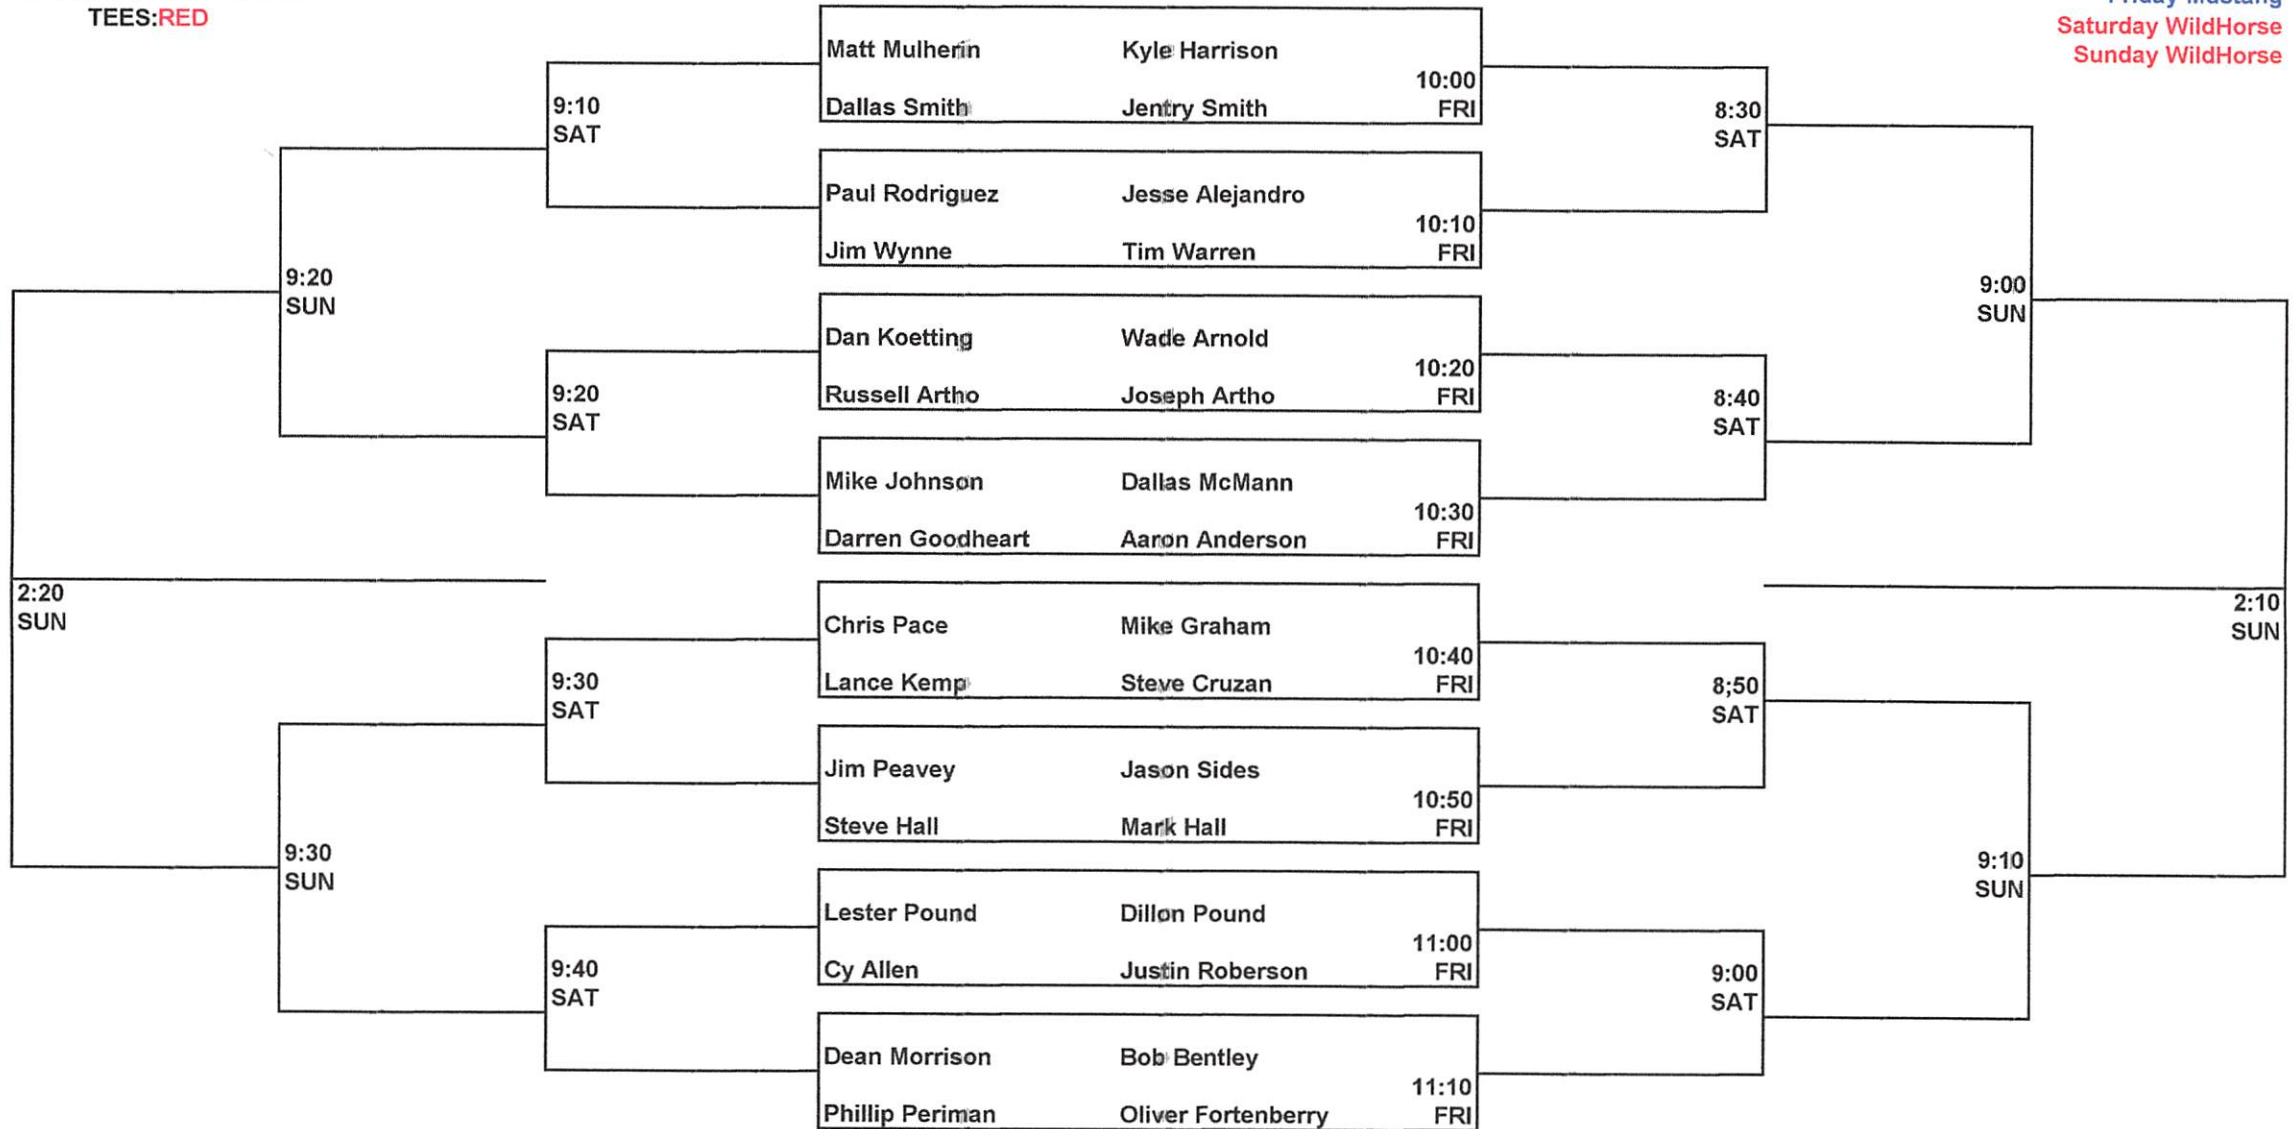 TEES:RED
Friday Mustang
Saturday WildHorse
Sunday WildHorse
Matt Mulherin Kyle Harrison
10:00
Dallas Smith Jentry Smith FRI
9:10
SAT
8:30
SAT
Paul Rodriguez Jesse Alejandro
10:10
Jim Wynne Tim Warren FRI
9:20
SUN
9:00
SUN
Dan Koetting Wade Arnold
10:20
Russell Artho Joseph Artho FRI
9:20
SAT
8:40
SAT
Mike Johnson Dallas McMann
10:30
Darren Goodheart Aaron Anderson FRI
2:20
SUN
2:10
SUN
Chris Pace Mike Graham
10:40
Lance Kemp Steve Cruzan FRI
9:30
SAT
8;50
SAT
Jim Peavey Jason Sides
10:50
Steve Hall Mark Hall FRI
9:30
SUN
9:10
SUN
Lester Pound Dillon Pound
11:00
Cy Allen Justin Roberson FRI
9:40
SAT
9:00
SAT
Dean Morrison Bob Bentley
11:10
Phillip Periman Oliver Fortenberry FRI